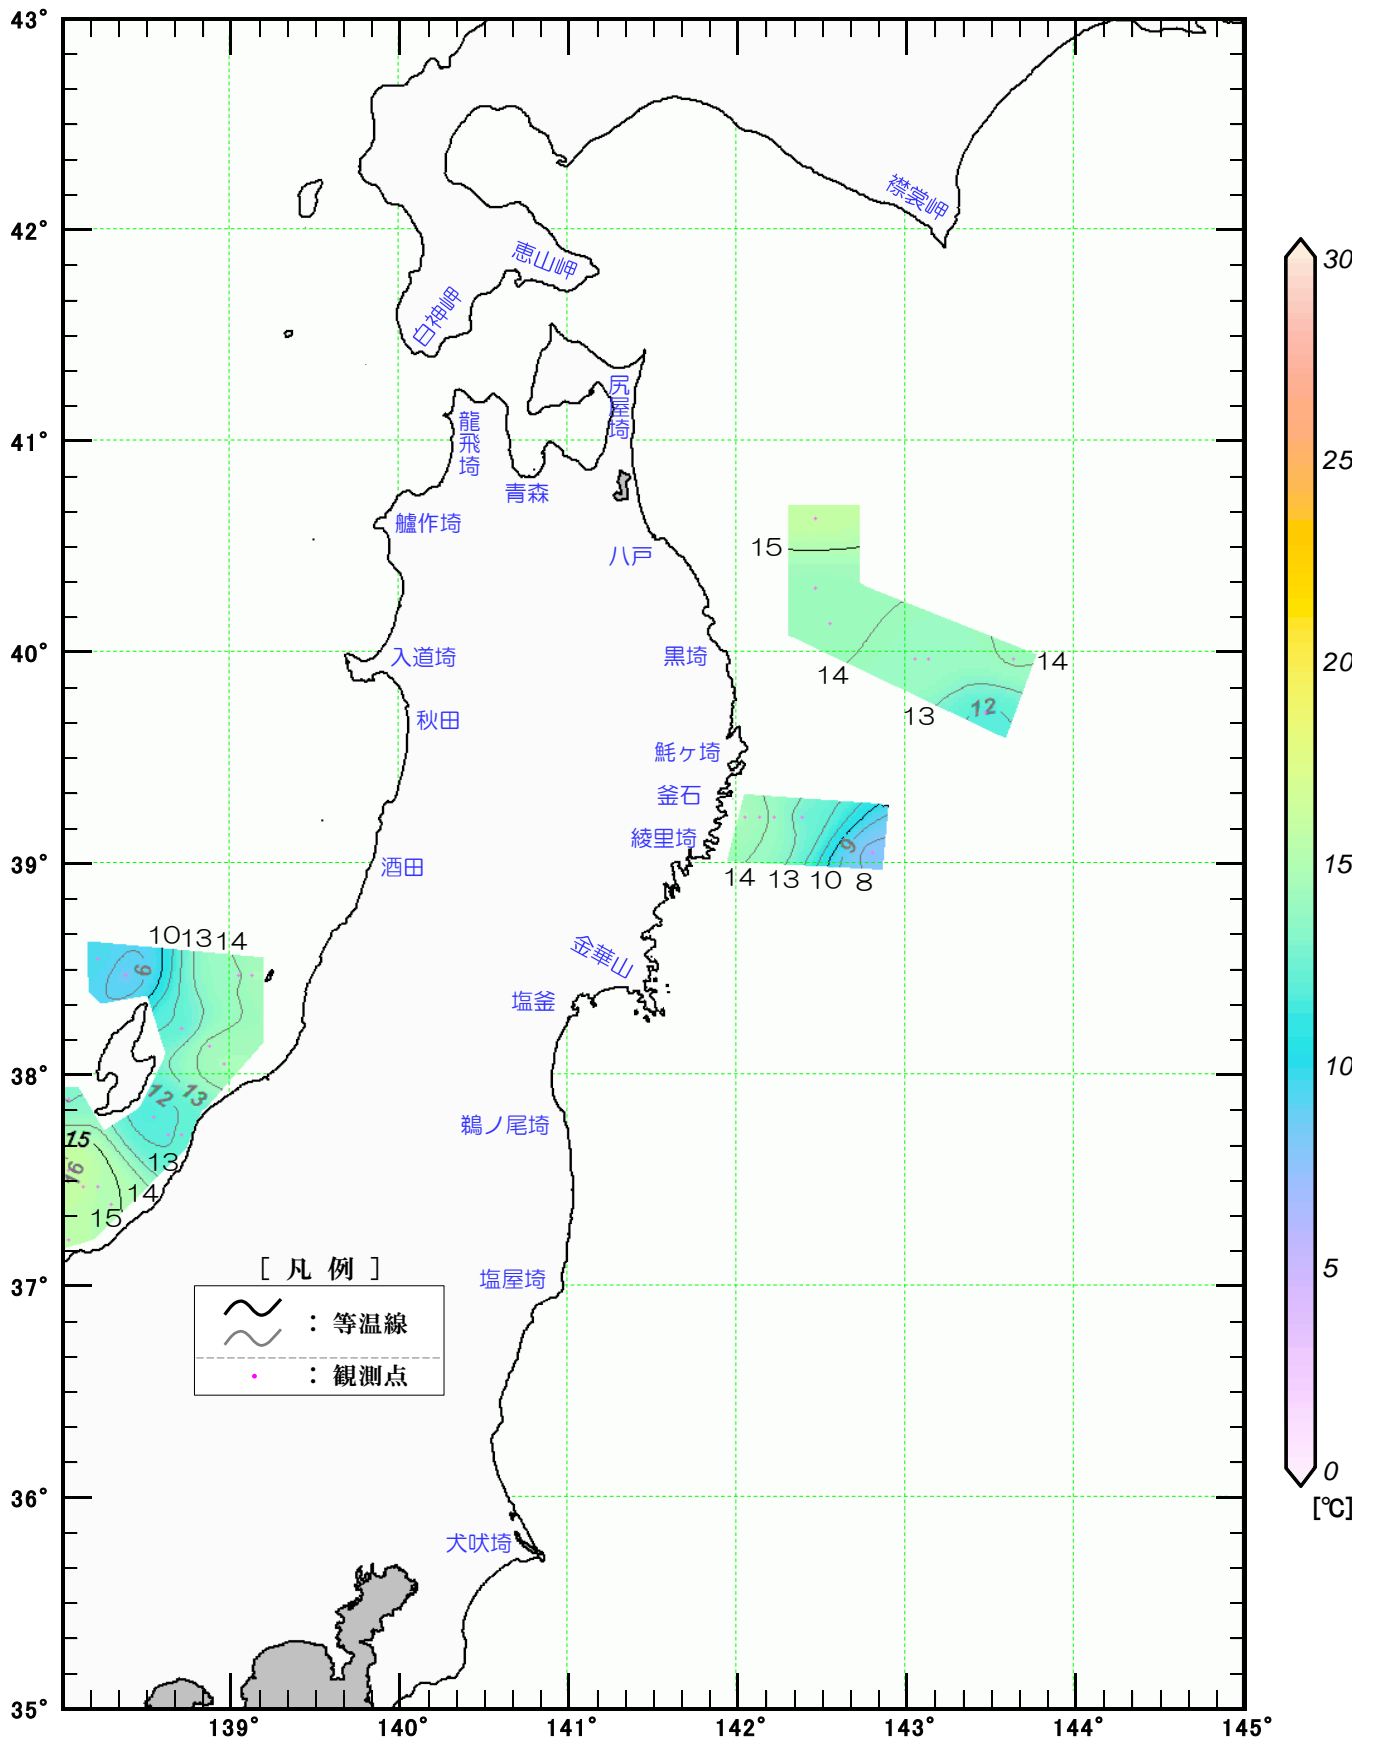 43°
42°
41°
40°
39°
38°
37°
36°
35°
139°
140°
141°
142°
143°
144°
145°
襟裳岬
恵山岬
白神岬
尻屋埼
龍飛埼
青森
艫作埼
八戸
入道埼
黒埼
秋田
魹ヶ埼
釜石
綾里埼
酒田
金華山
塩釜
鵜ノ尾埼
塩屋埼
犬吠埼
15
14
14
13
12
14
13
10
8
9
10
13
14
9
12
13
15
16
13
14
15
[ 凡 例 ]
: 等温線
: 観測点
30
25
20
15
10
5
0
[℃]